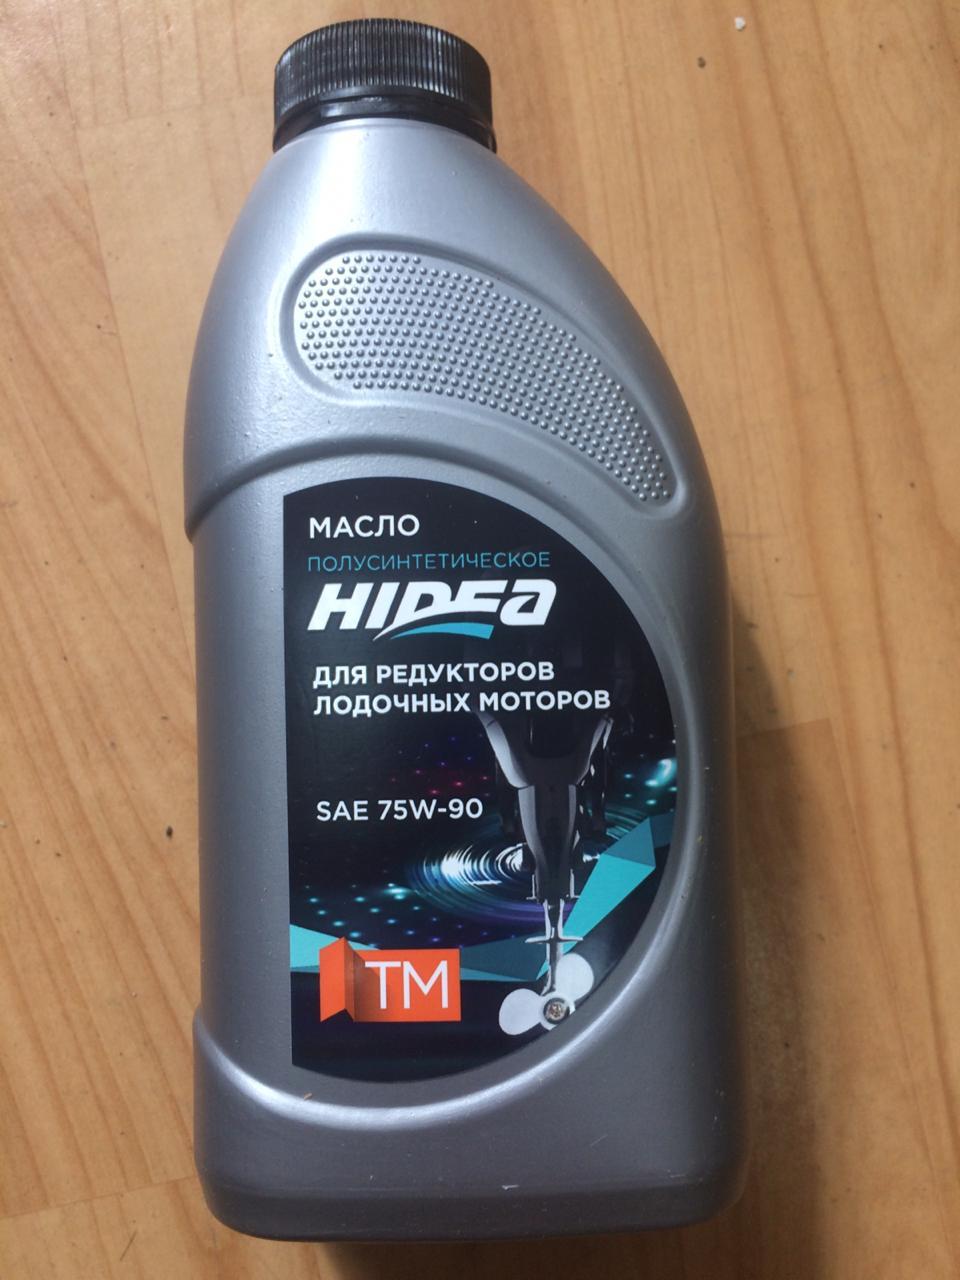 МАСЛО
ПОЛУСИНТЕТИЧЕСКОЕ
HIDEA
ДЛЯ РЕДУКТОРОВ
ЛОДОЧНЫХ МОТОРОВ
SAE 75W-90
TM